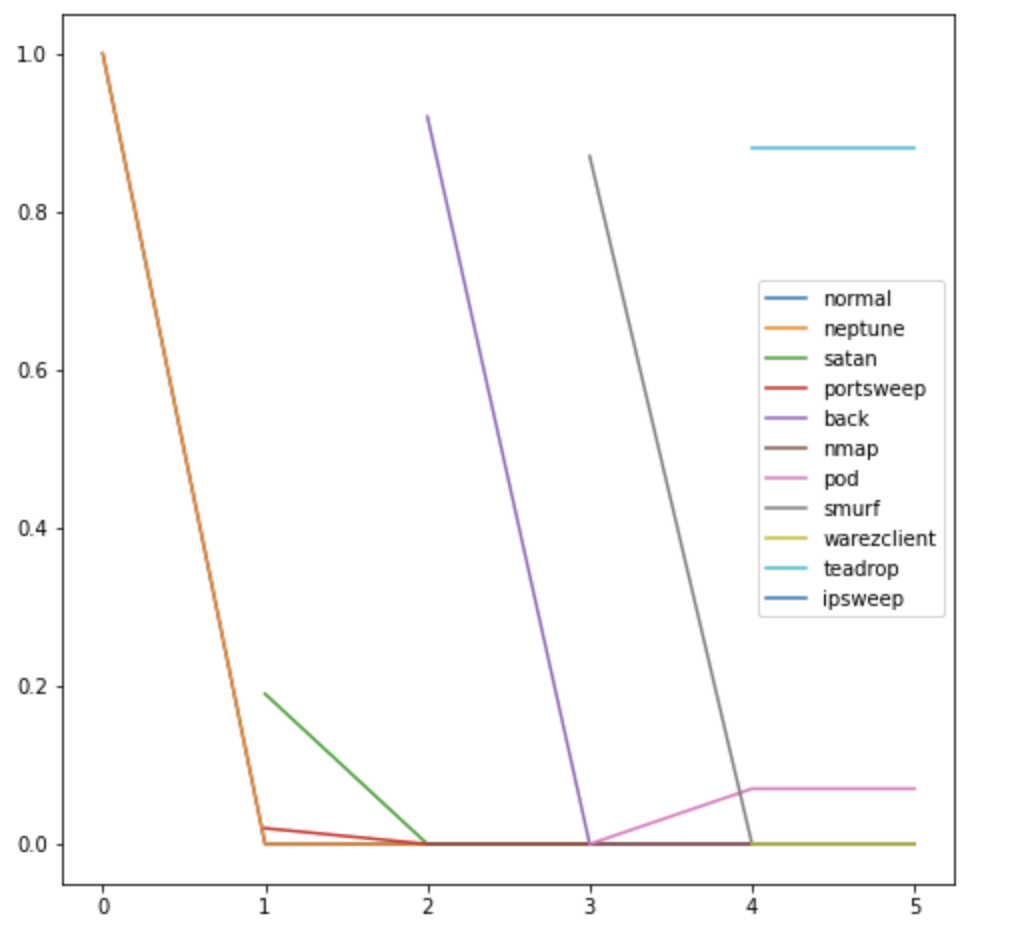 1.0
0.8
0.6
0.4
0.2
0.0
normal
neptune
satan
portsweep
back
nmap
pod
smurf
warezclient
teadrop
ipsweep
0 1 2 3 4 5